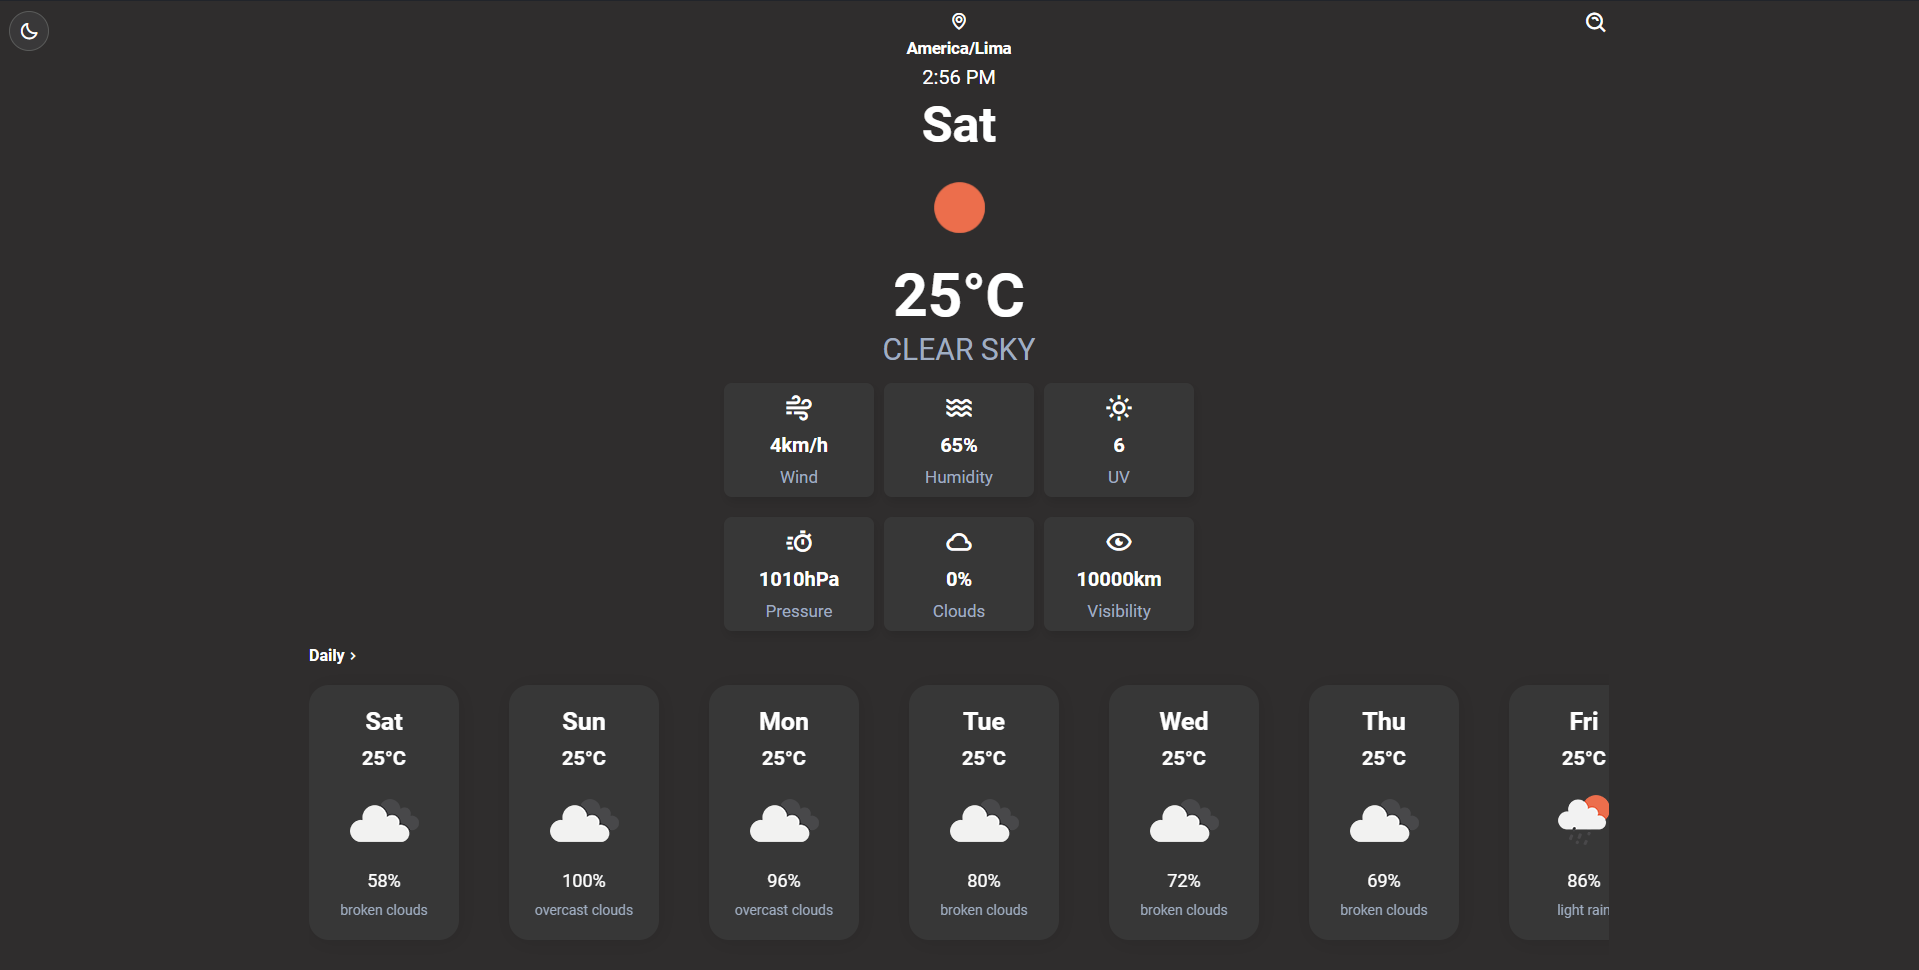 America/Lima
2:56 PM
Sat
25°C
CLEAR SKY
4km/h
Wind
65%
Humidity
6
UV
1010hPa
Pressure
0%
Clouds
10000km
Visibility
Daily ›
Sat
25°C
58%
broken clouds
Sun
25°C
100%
overcast clouds
Mon
25°C
96%
overcast clouds
Tue
25°C
80%
broken clouds
Wed
25°C
72%
broken clouds
Thu
25°C
69%
broken clouds
Fri
25°C
86%
light rain